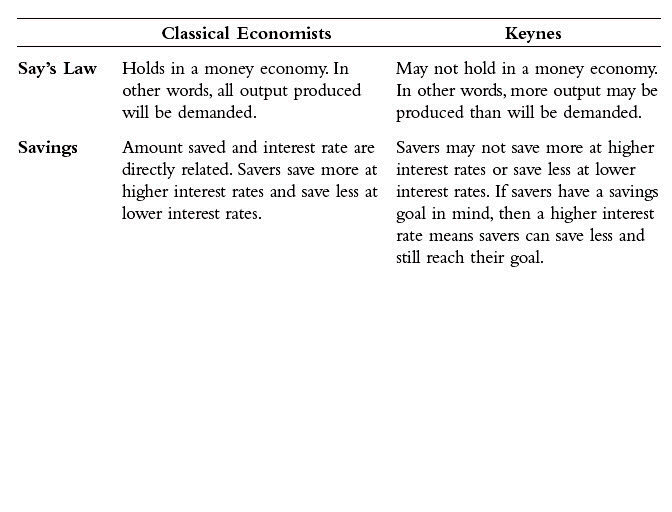 Classical Economists Keynes
Say's Law Holds in a money economy. In May not hold in a money economy.
other words, all output produced In other words, more output may be
will be demanded. produced than will be demanded.
Savings Amount saved and interest rate are Savers may not save more at higher
directly related. Savers save more at interest rates or save less at lower
higher interest rates and save less at interest rates. If savers have a savings
lower interest rates. goal in mind, then a higher interest
rate means savers can save less and
still reach their goal.